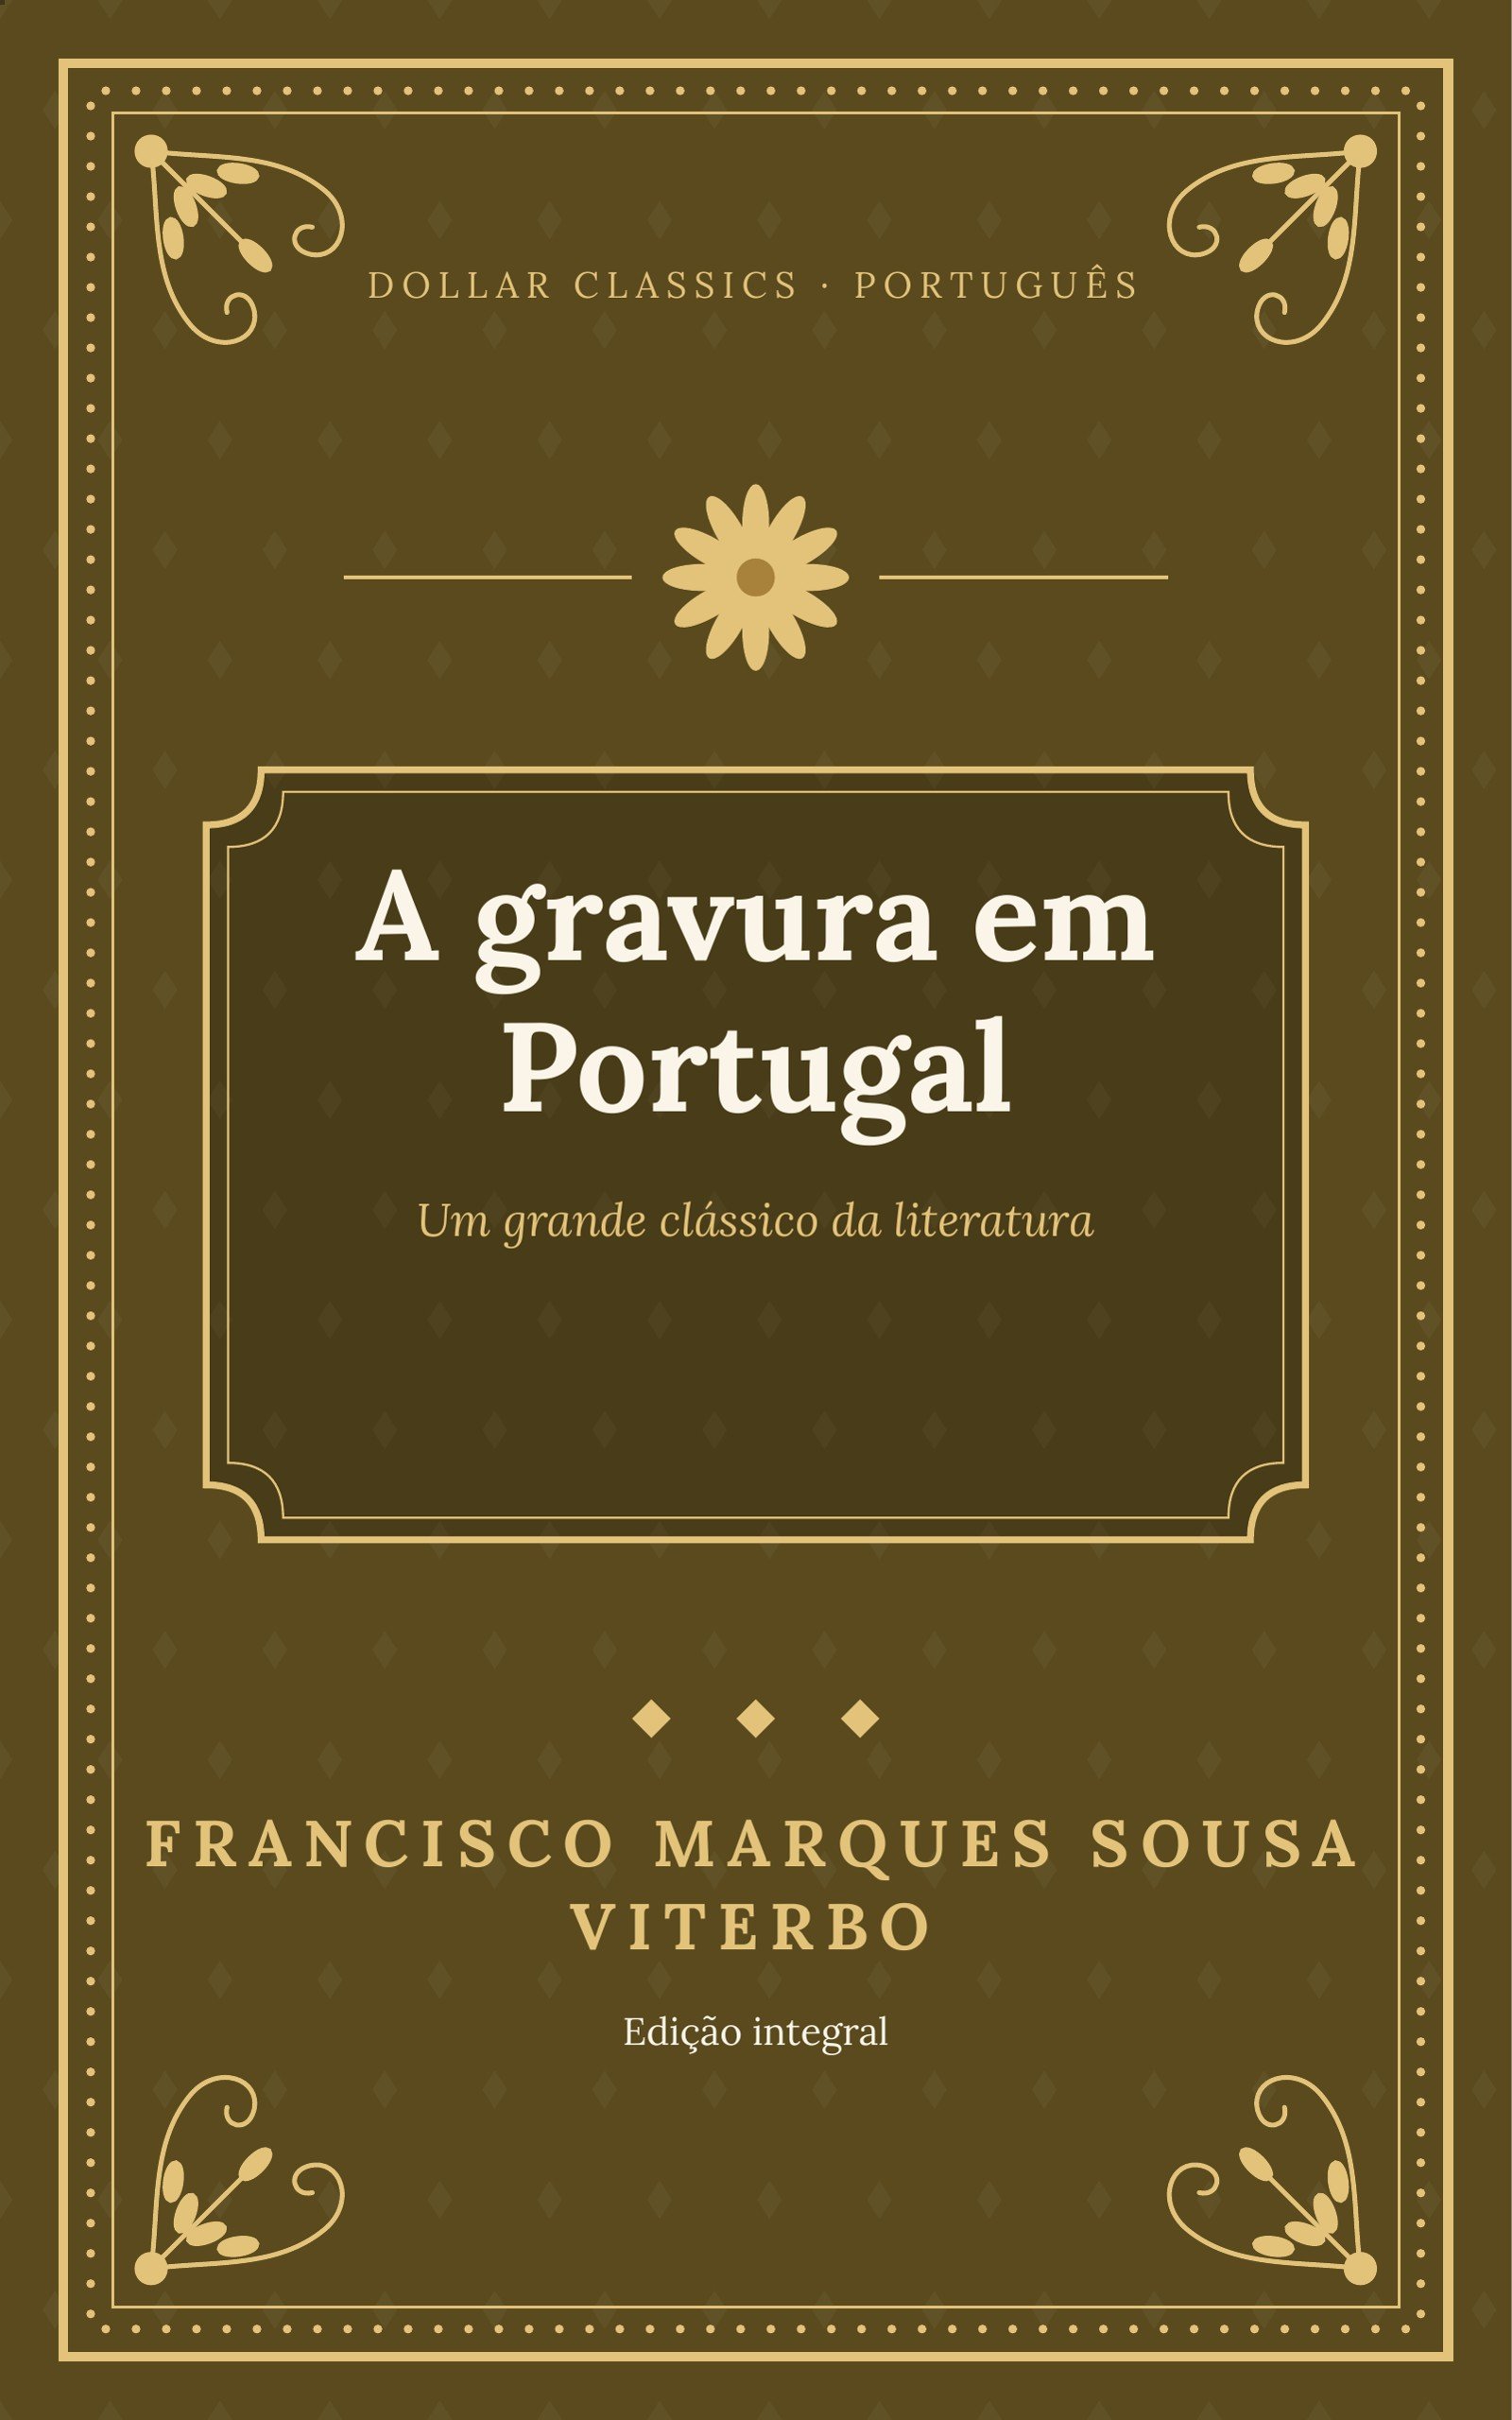 DOLLAR CLASSICS · PORTUGUÊS
A gravura em
Portugal
Um grande clássico da literatura
FRANCISCO MARQUES SOUSA
VITERBO
Edição integral